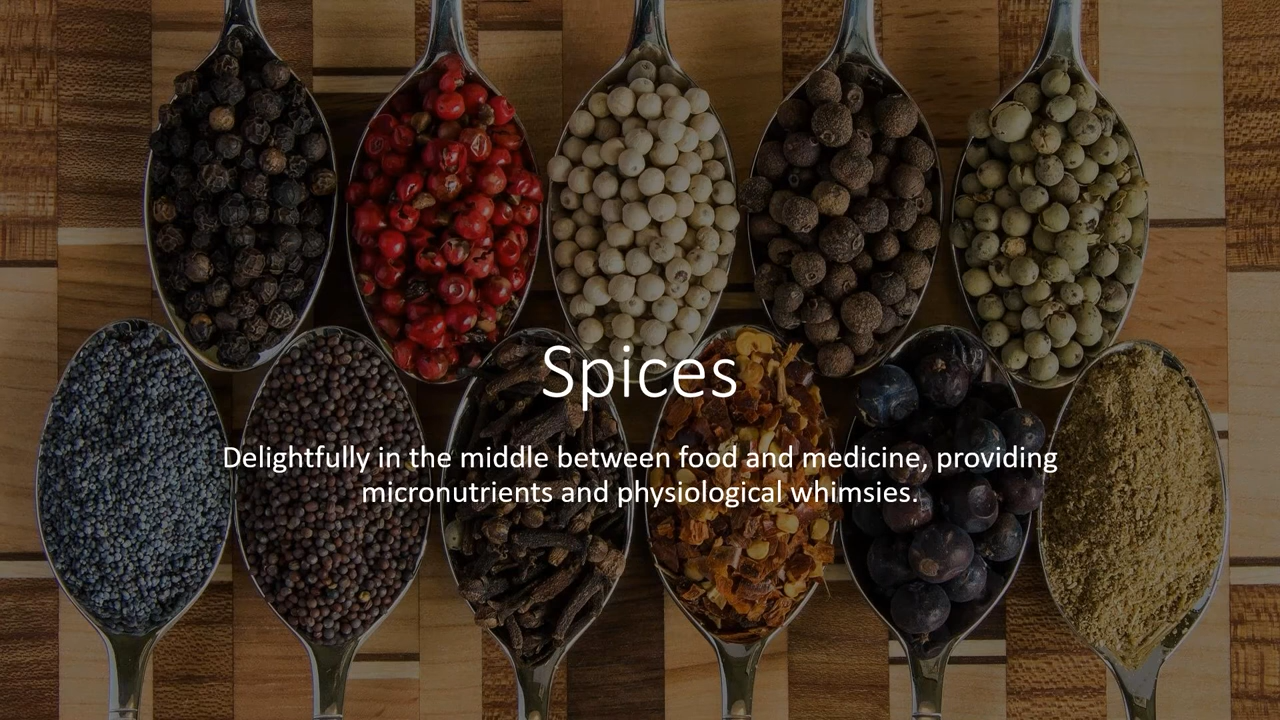 Spices
Delightfully in the middle between food and medicine, providing
micronutrients and physiological whimsies.